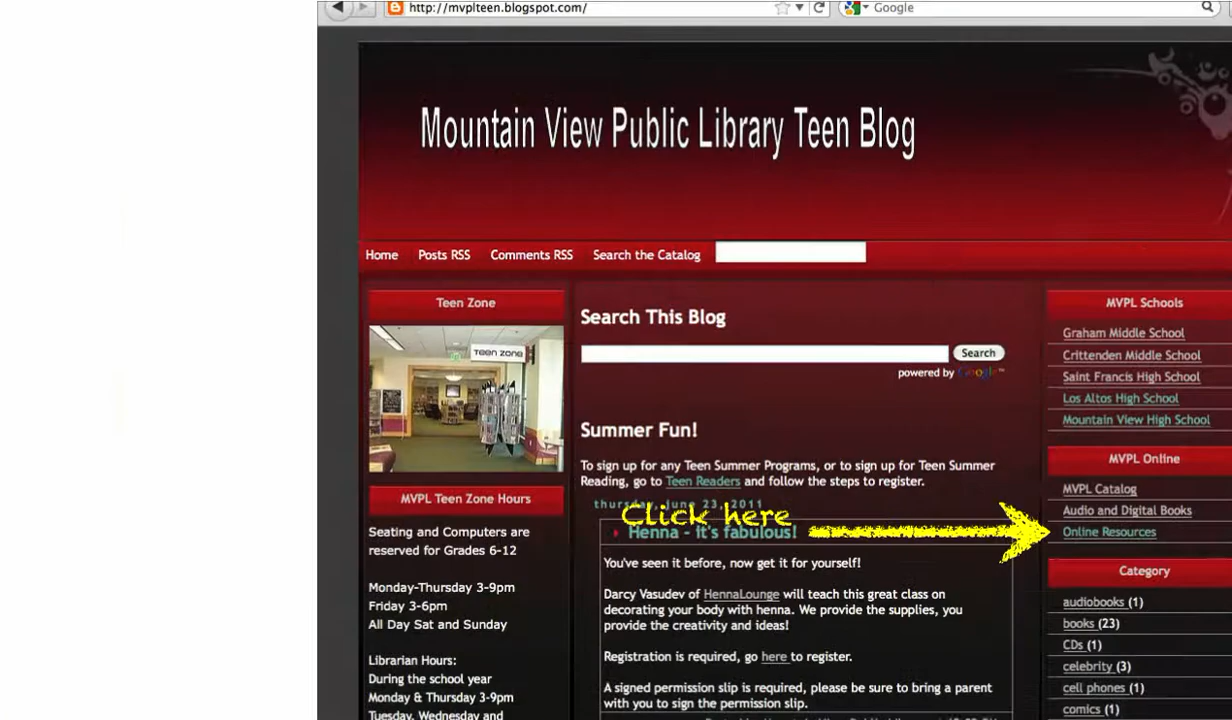 http://mvplteen.blogspot.com/
Google
Mountain View Public Library Teen Blog
Home Posts RSS Comments RSS Search the Catalog
Teen Zone
TEEN ZONE
MVPL Teen Zone Hours
Seating and Computers are
reserved for Grades 6-12
Monday-Thursday 3-9pm
Friday 3-6pm
All Day Sat and Sunday
Librarian Hours:
During the school year
Monday & Thursday 3-9pm
Tuesday, Wednesday and
Search This Blog
Search
powered by Google™
Summer Fun!
To sign up for any Teen Summer Programs, or to sign up for Teen Summer
Reading, go to Teen Readers and follow the steps to register.
thursday, june 23, 2011
Click here
Henna - it's fabulous!
You've seen it before, now get it for yourself!
Darcy Vasudev of HennaLounge will teach this great class on
decorating your body with henna. We provide the supplies, you
provide the creativity and ideas!
Registration is required, go here to register.
A signed permission slip is required, please be sure to bring a parent
with you to sign the permission slip.
MVPL Schools
Graham Middle School
Crittenden Middle School
Saint Francis High School
Los Altos High School
Mountain View High School
MVPL Online
MVPL Catalog
Audio and Digital Books
Online Resources
Category
audiobooks (1)
books (23)
CDs (1)
celebrity (3)
cell phones (1)
comics (1)